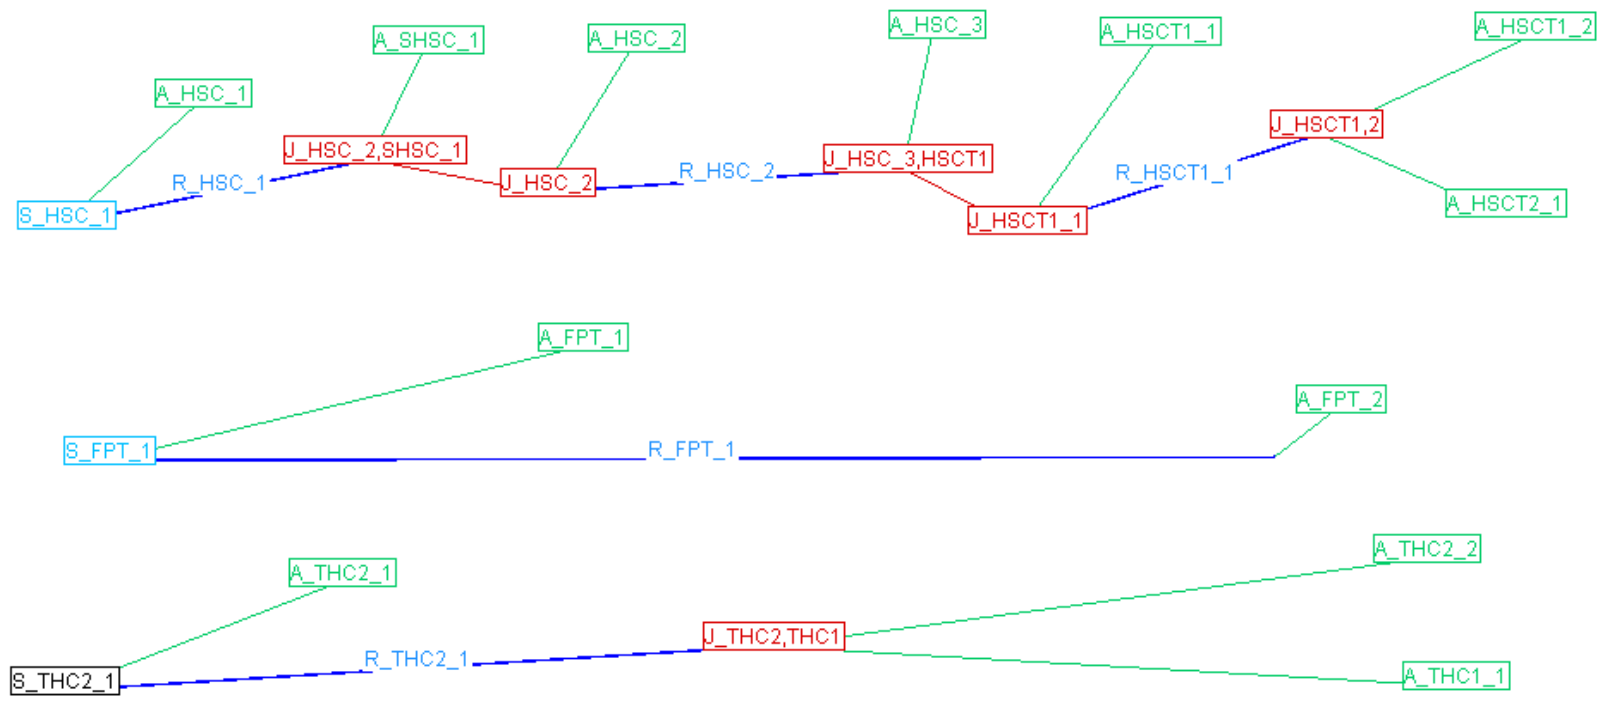 A_HSC_1
A_SHSC_1
A_HSC_2
A_HSC_3
A_HSCT1_1
A_HSCT1_2
S_HSC_1
R_HSC_1
J_HSC_2,SHSC_1
J_HSC_2
R_HSC_2
J_HSC_3,HSCT1
J_HSCT1_1
R_HSCT1_1
J_HSCT1,2
A_HSCT2_1
A_FPT_1
A_FPT_2
S_FPT_1
R_FPT_1
A_THC2_1
A_THC2_2
S_THC2_1
R_THC2_1
J_THC2,THC1
A_THC1_1